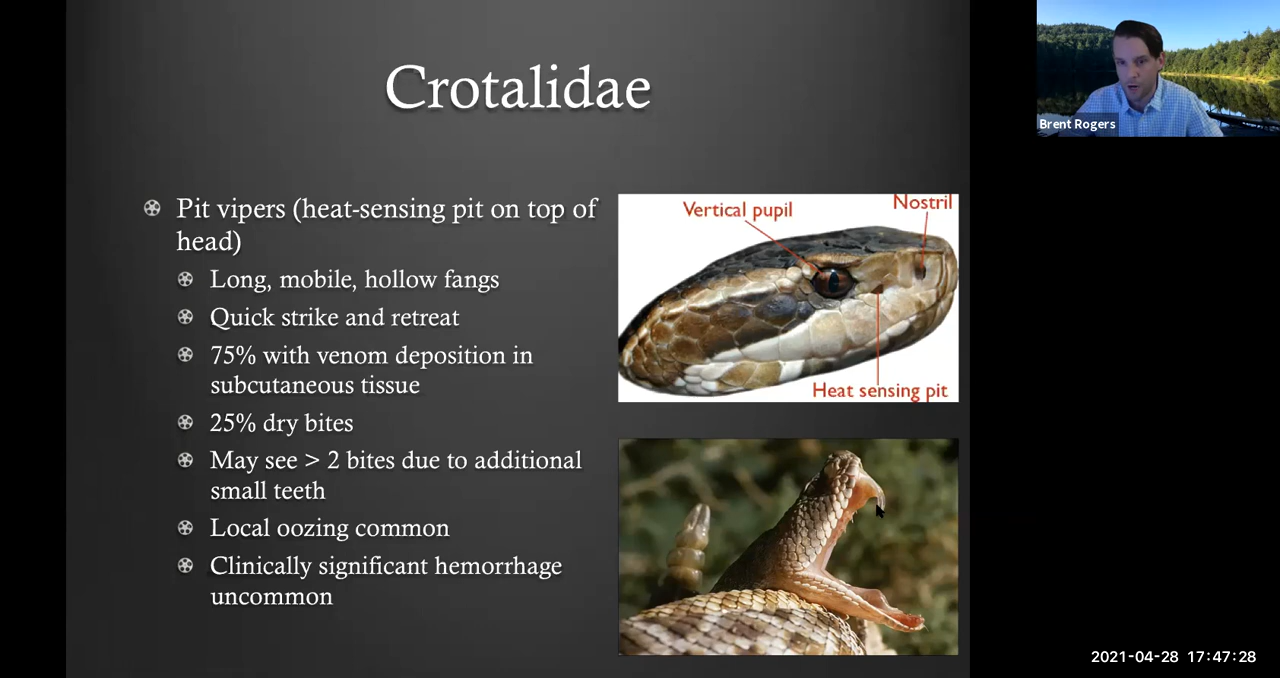 Crotalidae
Pit vipers (heat-sensing pit on top of
head)
Long, mobile, hollow fangs
Quick strike and retreat
75% with venom deposition in
subcutaneous tissue
25% dry bites
May see > 2 bites due to additional
small teeth
Local oozing common
Clinically significant hemorrhage
uncommon
Vertical pupil
Nostril
Heat sensing pit
Brent Rogers
2021-04-28 17:47:28